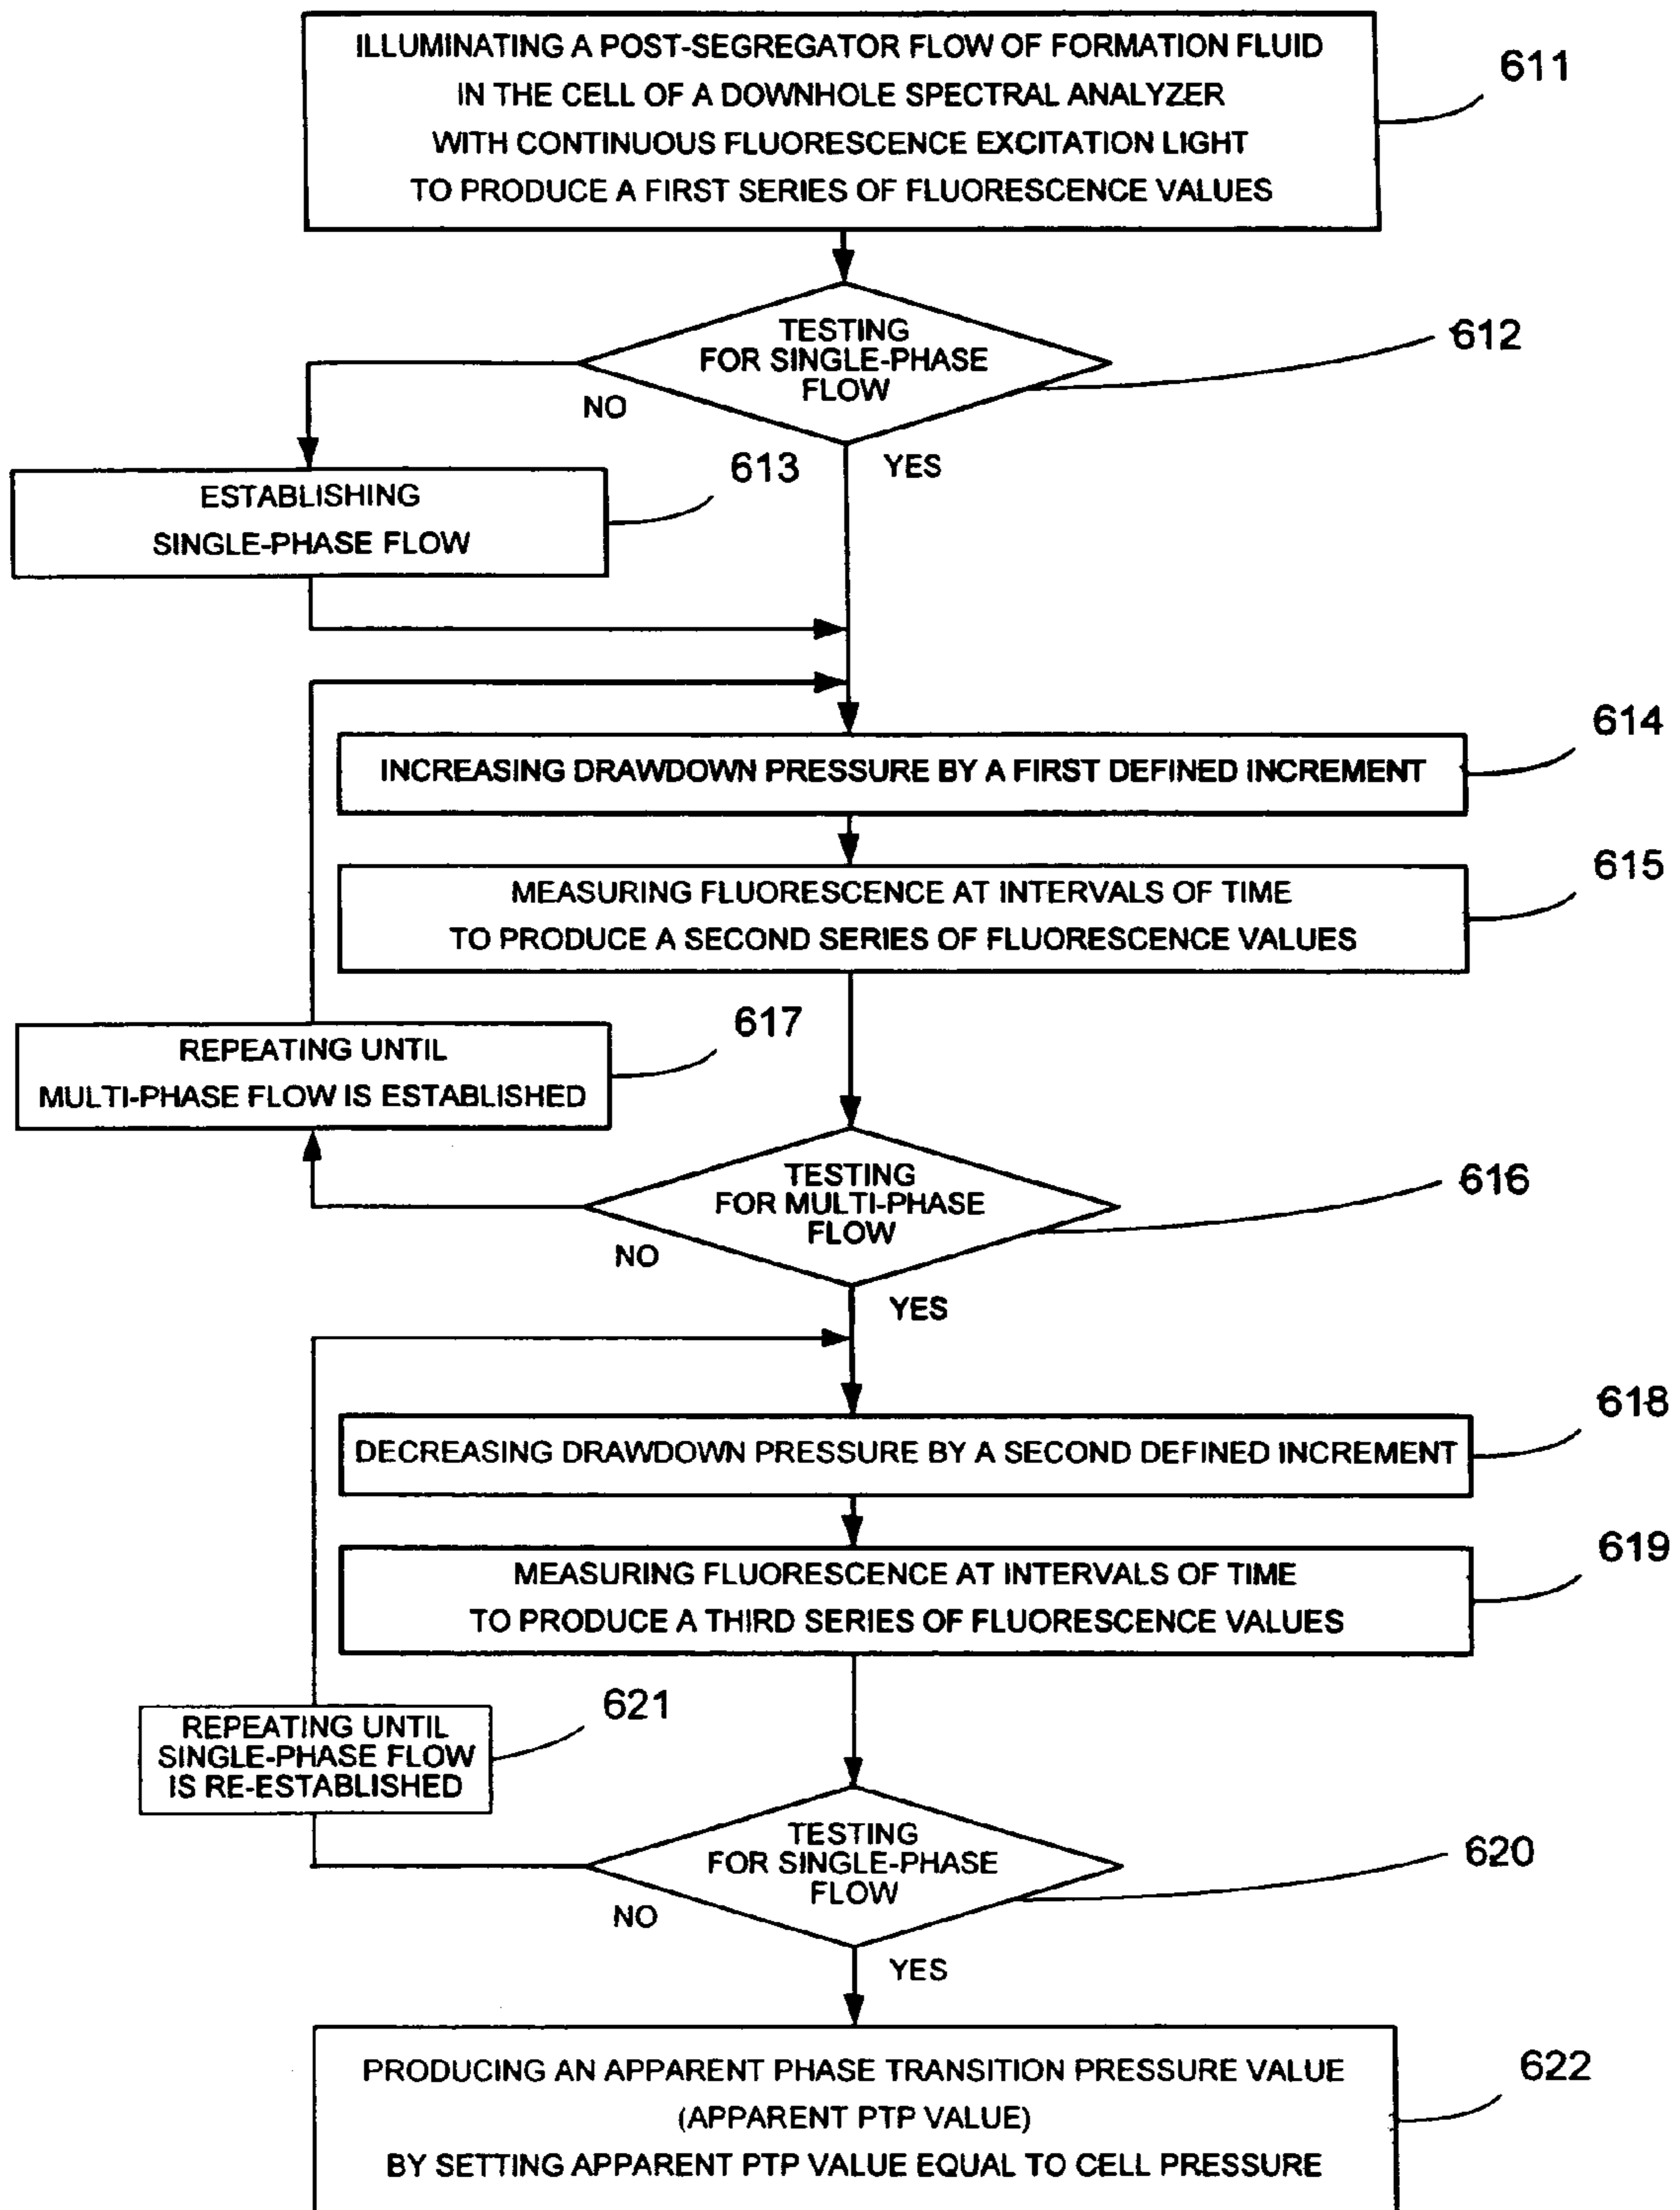 ILLUMINATING A POST-SEGREGATOR FLOW OF FORMATION FLUID
IN THE CELL OF A DOWNHOLE SPECTRAL ANALYZER
WITH CONTINUOUS FLUORESCENCE EXCITATION LIGHT
TO PRODUCE A FIRST SERIES OF FLUORESCENCE VALUES
611
TESTING
FOR SINGLE-PHASE
FLOW
612
NO
YES
ESTABLISHING
SINGLE-PHASE FLOW
613
INCREASING DRAWDOWN PRESSURE BY A FIRST DEFINED INCREMENT
614
MEASURING FLUORESCENCE AT INTERVALS OF TIME
TO PRODUCE A SECOND SERIES OF FLUORESCENCE VALUES
615
REPEATING UNTIL
MULTI-PHASE FLOW IS ESTABLISHED
617
TESTING
FOR MULTI-PHASE
FLOW
616
NO
YES
DECREASING DRAWDOWN PRESSURE BY A SECOND DEFINED INCREMENT
618
MEASURING FLUORESCENCE AT INTERVALS OF TIME
TO PRODUCE A THIRD SERIES OF FLUORESCENCE VALUES
619
REPEATING UNTIL
SINGLE-PHASE FLOW
IS RE-ESTABLISHED
621
TESTING
FOR SINGLE-PHASE
FLOW
620
NO
YES
PRODUCING AN APPARENT PHASE TRANSITION PRESSURE VALUE
(APPARENT PTP VALUE)
BY SETTING APPARENT PTP VALUE EQUAL TO CELL PRESSURE
622